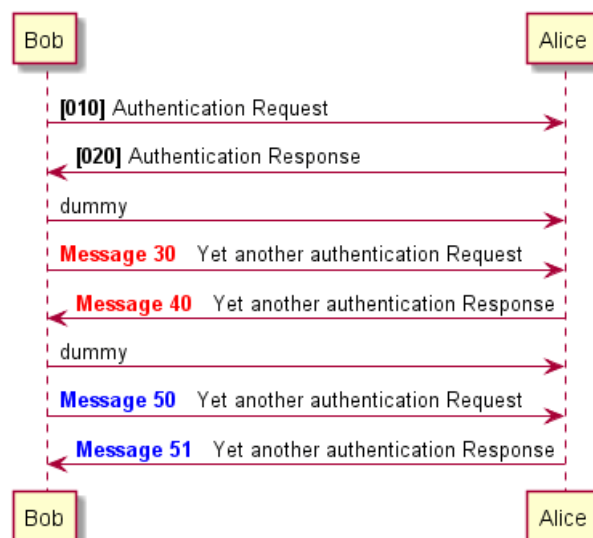 Bob Alice
[010] Authentication Request
[020] Authentication Response
dummy
Message 30 Yet another authentication Request
Message 40 Yet another authentication Response
dummy
Message 50 Yet another authentication Request
Message 51 Yet another authentication Response
Bob Alice